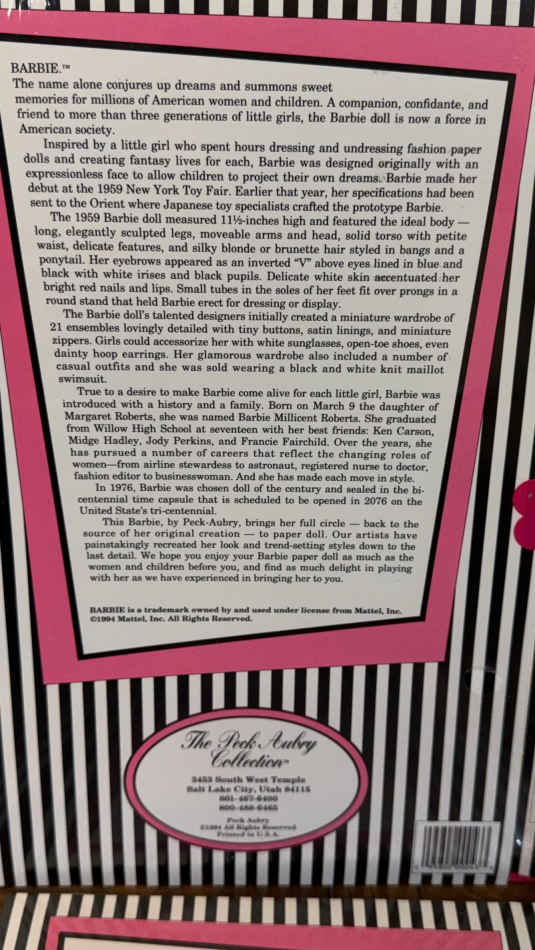 BARBIE.™
The name alone conjures up dreams and summons sweet
memories for millions of American women and children. A companion, confidante, and
friend to more than three generations of little girls, the Barbie doll is now a force in
American society.
Inspired by a little girl who spent hours dressing and undressing fashion paper
dolls and creating fantasy lives for each, Barbie was designed originally with an
expressionless face to allow children to project their own dreams. Barbie made her
debut at the 1959 New York Toy Fair. Earlier that year, her specifications had been
sent to the Orient where Japanese toy specialists crafted the prototype Barbie.
The 1959 Barbie doll measured 11½-inches high and featured the ideal body —
long, elegantly sculpted legs, moveable arms and head, solid torso with petite
waist, delicate features, and silky blonde or brunette hair styled in bangs and a
ponytail. Her eyebrows appeared as an inverted “V” above eyes lined in blue and
black with white irises and black pupils. Delicate white skin accentuated her
bright red nails and lips. Small tubes in the soles of her feet fit over prongs in a
round stand that held Barbie erect for dressing or display.
The Barbie doll's talented designers initially created a miniature wardrobe of
21 ensembles lovingly detailed with tiny buttons, satin linings, and miniature
zippers. Girls could accessorize her with white sunglasses, open-toe shoes, even
dainty hoop earrings. Her glamorous wardrobe also included a number of
casual outfits and she was sold wearing a black and white knit maillot
swimsuit.
True to a desire to make Barbie come alive for each little girl, Barbie was
introduced with a history and a family. Born on March 9 the daughter of
Margaret Roberts, she was named Barbie Millicent Roberts. She graduated
from Willow High School at seventeen with her best friends: Ken Carson,
Midge Hadley, Jody Perkins, and Francie Fairchild. Over the years, she
has pursued a number of careers that reflect the changing roles of
women—from airline stewardess to astronaut, registered nurse to doctor,
fashion editor to businesswoman. And she has made each move in style.
In 1976, Barbie was chosen doll of the century and sealed in the bi-
centennial time capsule that is scheduled to be opened in 2076 on the
United State's tri-centennial.
This Barbie, by Peck-Aubry, brings her full circle — back to the
source of her original creation — to paper doll. Our artists have
painstakingly recreated her look and trend-setting styles down to the
last detail. We hope you enjoy your Barbie paper doll as much as the
women and children before you, and find as much delight in playing
with her as we have experienced in bringing her to you.
BARBIE is a trademark owned by and used under license from Mattel, Inc.
©1994 Mattel, Inc. All Rights Reserved.
The Peck Aubry
Collection™
3453 South West Temple
Salt Lake City, Utah 84115
Peck Aubry
©1994 All Rights Reserved
Printed in U.S.A.